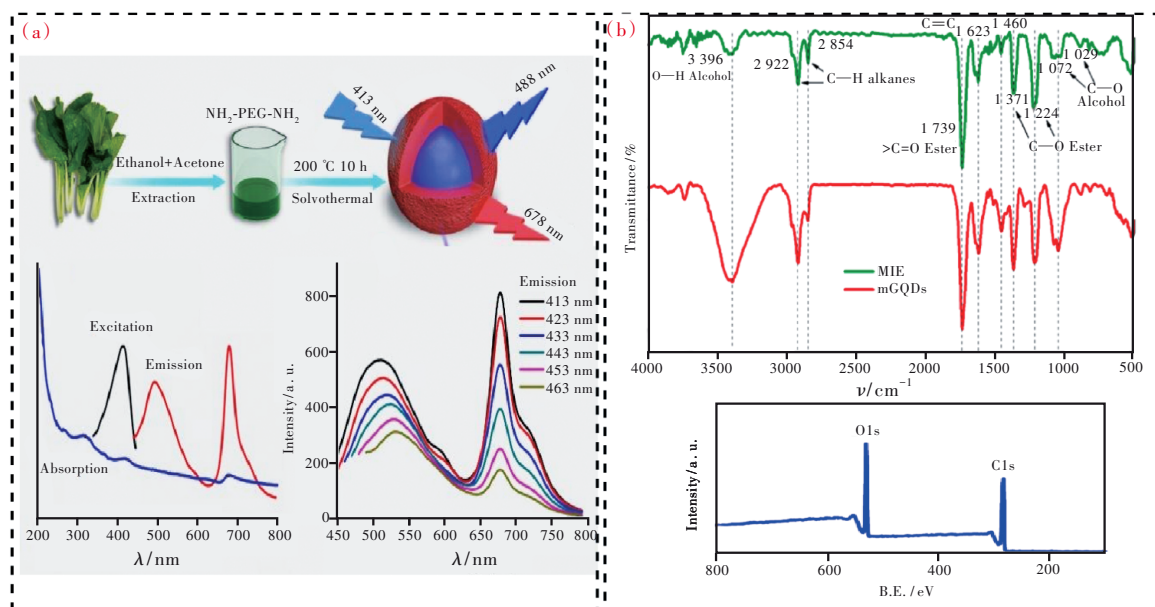 (a)
413 nm
488 nm
NH₂-PEG-NH₂
Ethanol+Acetone
Extraction
200 ℃ 10 h
Solvothermal
678 nm
Excitation
Emission
Absorption
200 300 400 500 600 700 800
λ/nm
Intensity/a. u.
800
600
400
200
0
Emission
413 nm
423 nm
433 nm
443 nm
453 nm
463 nm
450 500 550 600 650 700 750 800
λ/nm
(b)
C=C
1 460
1 623
3 396
O—H Alcohol
2 922
2 854
C—H alkanes
1 029
1 072
C—O
Alcohol
1 371
1 224
1 739
>C=O Ester
C—O Ester
Transmittance/%
MIE
mGQDs
4000 3500 3000 2500 2000 1500 1000 500
ν/cm⁻¹
Intensity/a. u.
O1s
C1s
800 600 400 200
B.E. /eV